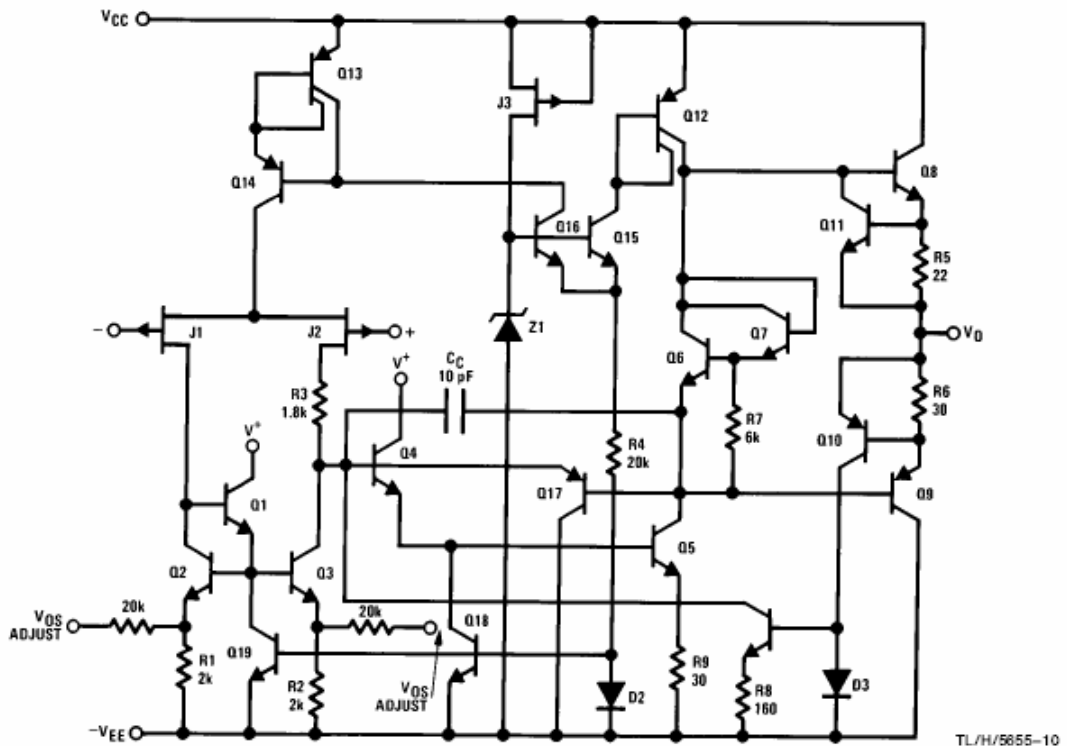 VCC
Q13
J3
Q12
Q14
Q8
Q11
Q16
Q15
R5
22
−
J1
J2
+
Z1
Q7
VO
V+
CC
10 pF
Q6
R3
1.8k
R6
30
V+
Q4
R7
6k
Q10
R4
20k
Q1
Q17
Q9
Q2
Q3
Q5
20k
20k
Q18
VOS
ADJUST
R1
2k
Q19
R2
2k
VOS
ADJUST
R9
30
D2
R8
160
D3
−VEE
TL/H/5655–10